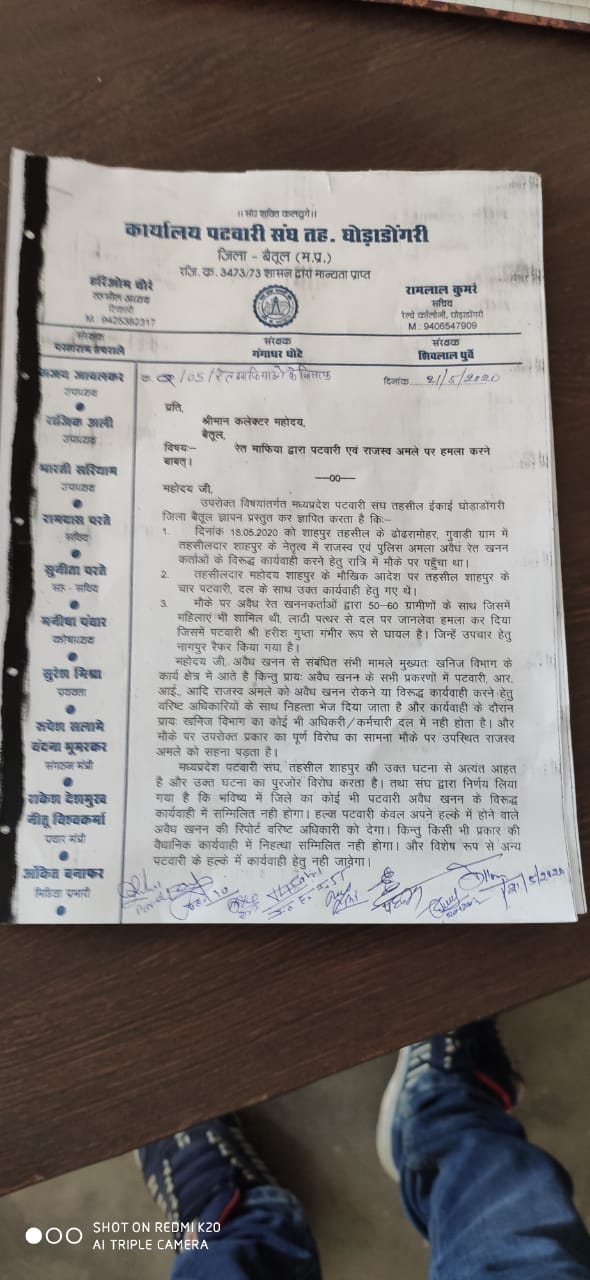 ।। संघ शक्ति कलयुगे।।
कार्यालय पटवारी संघ तह. घोड़ाडोंगरी
जिला - बैतूल (म.प्र.)
रजि. क. 3473/73 शासन द्वारा मान्यता प्राप्त
हरिओम चौरे
तहसील अध्यक्ष
M. 9425382317
रामलाल कुमरे
सचिव
रेल्वे कॉलोनी, घोड़ाडोंगरी
M.: 9406547909
संरक्षक
संरक्षक
गंगाधर धोटे
संरक्षक
शिवलाल धुर्वे
उपाध्यक्ष
राजिक अली
उपाध्यक्ष
भारती सरियाम
उपाध्यक्ष
रामदास परते
सचिव
सुनीता परते
सह - सचिव
मनीषा पंवार
कोषाध्यक्ष
सुरेश मिश्रा
प्रवक्ता
रूपेश सलामे
वंदना भूमरकर
संगठन मंत्री
राकेश देशमुख
नीतू विश्वकर्मा
प्रचार मंत्री
अंकित बनाफर
मिडिया प्रभारी
क. /05/रेत माफियाओ के खिलाफ
दिनांक 21/5/2020
प्रति,
श्रीमान कलेक्टर महोदय,
बैतूल,
विषयः— रेत माफिया द्वारा पटवारी एवं राजस्व अमले पर हमला करने
बाबत्।
—00—
महोदय जी,
उपरोक्त विषयांतर्गत मध्यप्रदेश पटवारी संघ तहसील ईकाई घोड़ाडोंगरी
जिला बैतूल ज्ञापन प्रस्तुत कर ज्ञापित करता है कि:—
1. दिनांक 18.05.2020 को शाहपुर तहसील के ढोढरामोहर, गुवाड़ी ग्राम में
तहसीलदार शाहपुर के नेतृत्व में राजस्व एवं पुलिस अमला अवैध रेत खनन
कर्ताओं के विरूद्ध कार्यवाही करने हेतु रात्रि में मौके पर पहुँचा था।
2. तहसीलदार महोदय शाहपुर के मौखिक आदेश पर तहसील शाहपुर के
चार पटवारी, दल के साथ उक्त कार्यवाही हेतु गए थे।
3. मौके पर अवैध रेत खननकर्ताओं द्वारा 50—60 ग्रामीणों के साथ जिसमें
महिलाएं भी शामिल थी, लाठी पत्थर से दल पर जानलेवा हमला कर दिया
जिसमें पटवारी श्री हरीश गुप्ता गंभीर रूप से घायल है। जिन्हें उपचार हेतु
नागपुर रैफर किया गया है।
महोदय जी, अवैध खनन से संबंधित संभी मामले मुख्यतः खनिज विभाग के
कार्य क्षेत्र में आते है किन्तु प्रायः अवैध खनन के सभी प्रकरणों में पटवारी, आर.
आई., आदि राजस्व अमले को अवैध खनन रोकने या विरूद्ध कार्यवाही करने हेतु
वरिष्ट अधिकारियों के साथ निहत्ता भेज दिया जाता है और कार्यवाही के दौरान
प्रायः खनिज विभाग का कोई भी अधिकरी/कर्मचारी दल में नही होता है। और
मौके पर उपरोक्त प्रकार का पूर्ण विरोध का सामना मौके पर उपस्थित राजस्व
अमले को सहना पड़ता है।
मध्यप्रदेश पटवारी संघ, तहसील शाहपुर की उक्त घटना से अत्यंत आहत
है और उक्त घटना का पुरजोर विरोध करता है। तथा संघ द्वारा निर्णय लिया
गया है कि भविष्य में जिले का कोई भी पटवारी अवैध खनन के विरूद्ध
कार्यवाही में सम्मिलित नही होगा। हल्का पटवारी केवल अपने हल्के में होने वाले
अवैध खनन की रिपोर्ट वरिष्ट अधिकारी को देगा। किन्तु किसी भी प्रकार की
वैधानिक कार्यवाही में निहत्था सम्मिलित नही होगा। और विशेष रूप से अन्य
पटवारी के हल्के में कार्यवाही हेतु नही जावेगा।
21/5/2020
SHOT ON REDMI K20
AI TRIPLE CAMERA